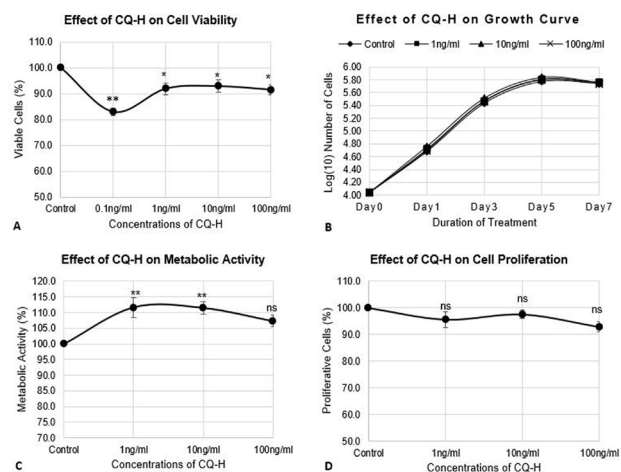 Effect of CQ-H on Cell Viability
110.0
100.0
90.0
80.0
70.0
60.0
50.0
Viable Cells (%)
**
*
*
*
Control 0.1ng/ml 1ng/ml 10ng/ml 100ng/ml
Concentrations of CQ-H
A
Effect of CQ-H on Growth Curve
Control 1ng/ml 10ng/ml 100ng/ml
6.00
5.80
5.60
5.40
5.20
5.00
4.80
4.60
4.40
4.20
4.00
Log(10) Number of Cells
Day0 Day1 Day3 Day5 Day7
Duration of Treatment
B
Effect of CQ-H on Metabolic Activity
120.0
115.0
110.0
105.0
100.0
95.0
90.0
85.0
80.0
75.0
70.0
Metabolic Activity (%)
**
**
ns
Control 1ng/ml 10ng/ml 100ng/ml
Concentrations of CQ-H
C
Effect of CQ-H on Cell Proliferation
110.0
100.0
90.0
80.0
70.0
60.0
50.0
Proliferative Cells (%)
ns
ns
ns
Control 1ng/ml 10ng/ml 100ng/ml
Concentrations of CQ-H
D